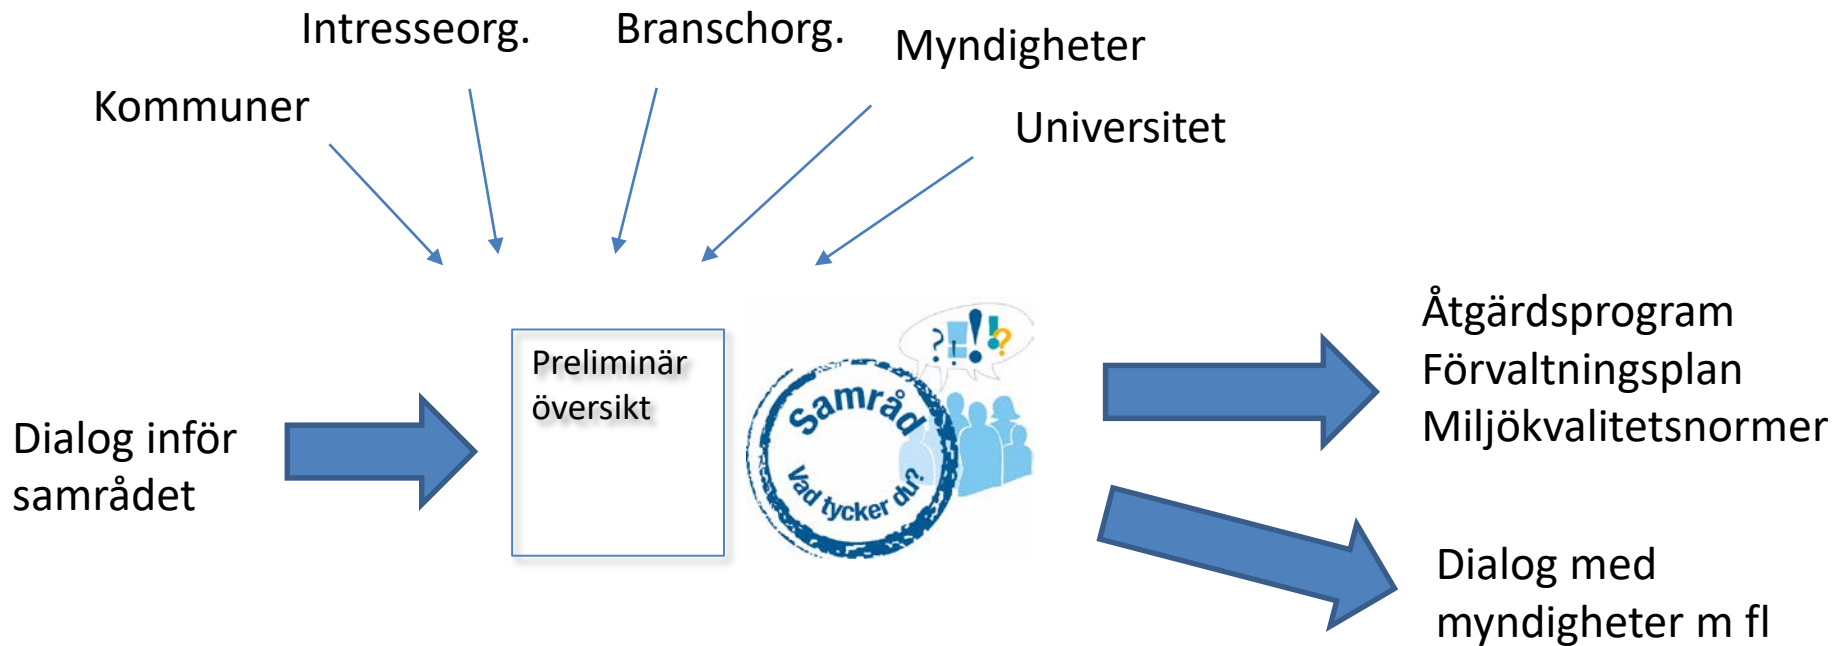 Intresseorg.
Branschorg.
Myndigheter
Kommuner
Universitet
Dialog inför
samrådet
Preliminär
översikt
?!!!?
Samråd
Vad tycker du?
Åtgärdsprogram
Förvaltningsplan
Miljökvalitetsnormer
Dialog med
myndigheter m fl